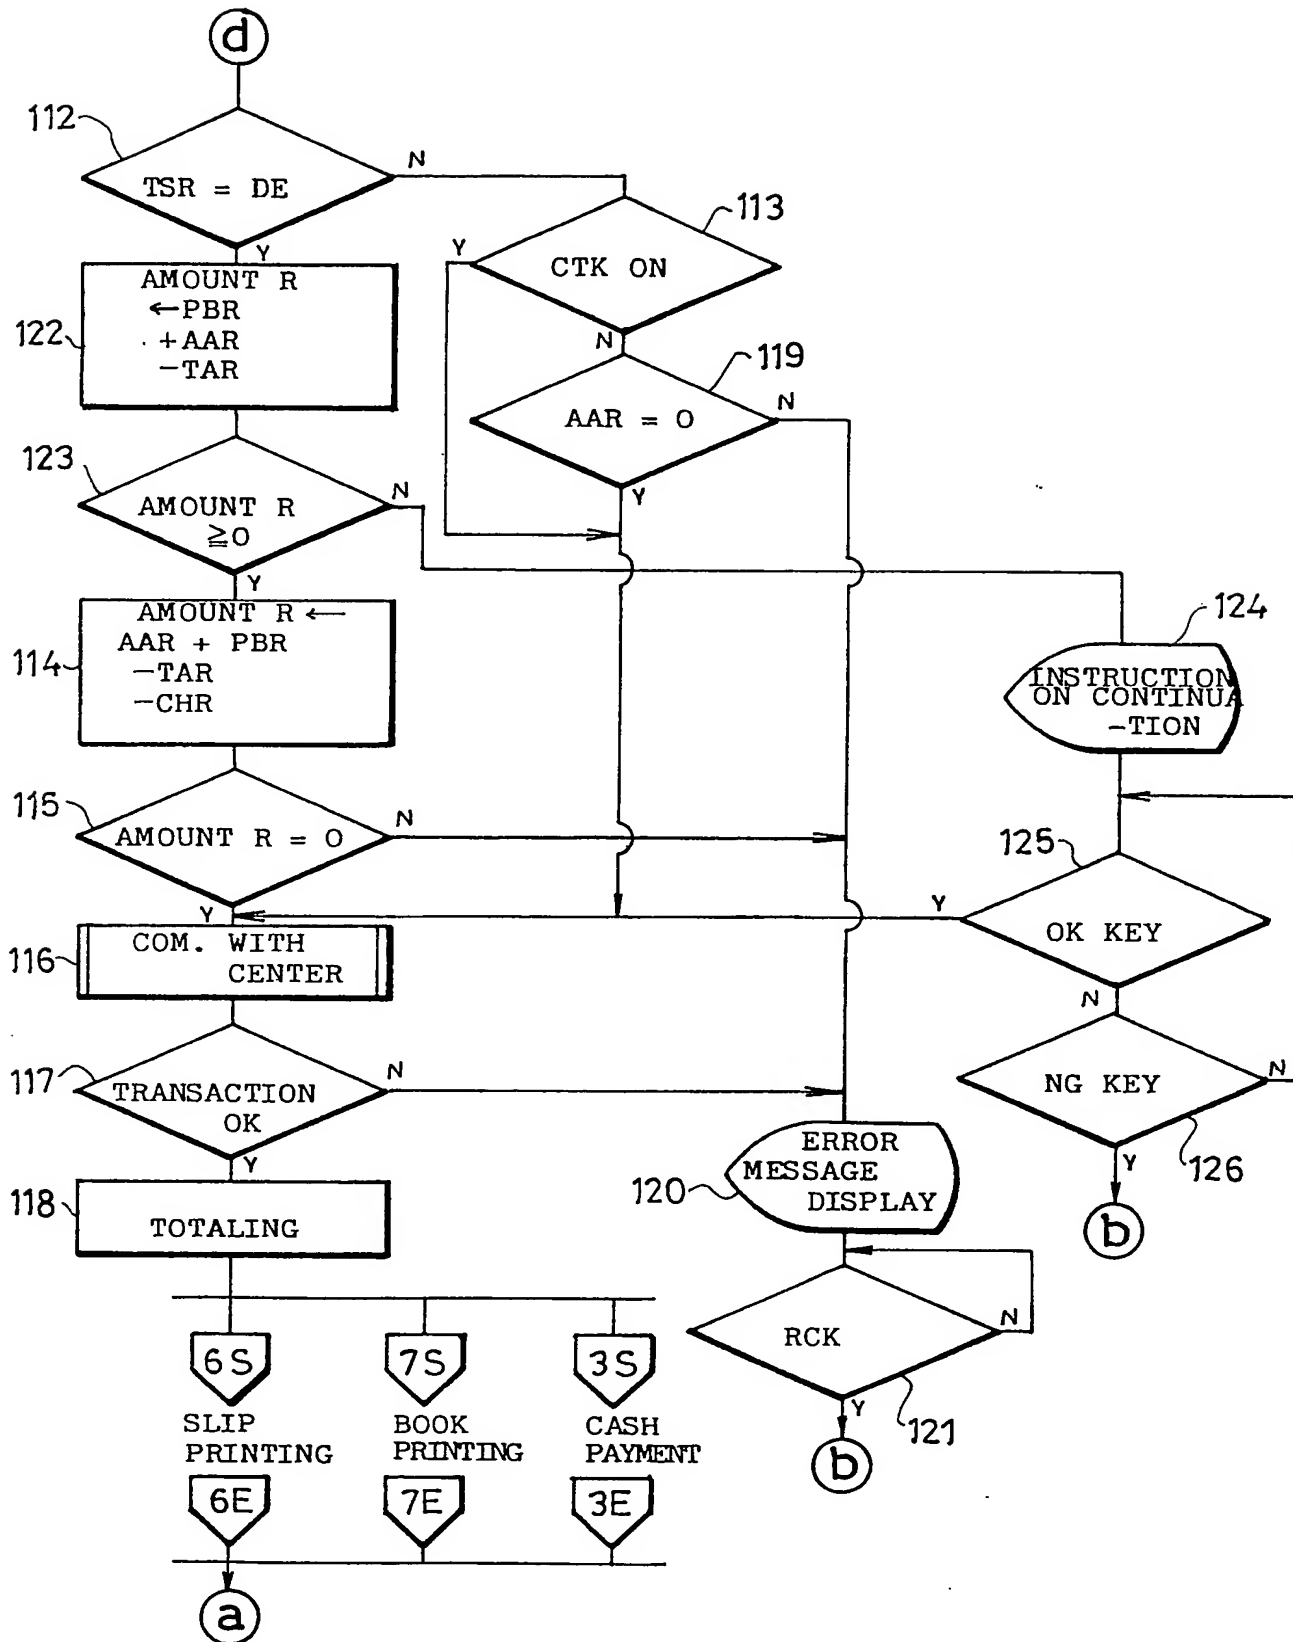 d
112
TSR = DE
N
Y
113
Y
CTK ON
N
122
AMOUNT R
←PBR
+AAR
-TAR
119
AAR = 0
N
Y
123
AMOUNT R
≧0
N
Y
114
AMOUNT R ←
AAR + PBR
-TAR
-CHR
124
INSTRUCTION
ON CONTINUA
-TION
115
AMOUNT R = 0
N
Y
125
Y
OK KEY
N
116
COM. WITH
CENTER
117
TRANSACTION
OK
N
Y
NG KEY
N
Y
126
b
118
TOTALING
120
ERROR
MESSAGE
DISPLAY
RCK
N
Y
121
b
6S
7S
3S
SLIP
PRINTING
BOOK
PRINTING
CASH
PAYMENT
6E
7E
3E
a